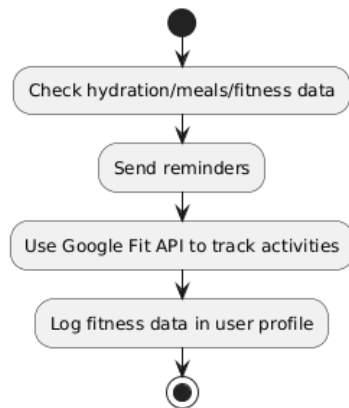 Check hydration/meals/fitness data
Send reminders
Use Google Fit API to track activities
Log fitness data in user profile